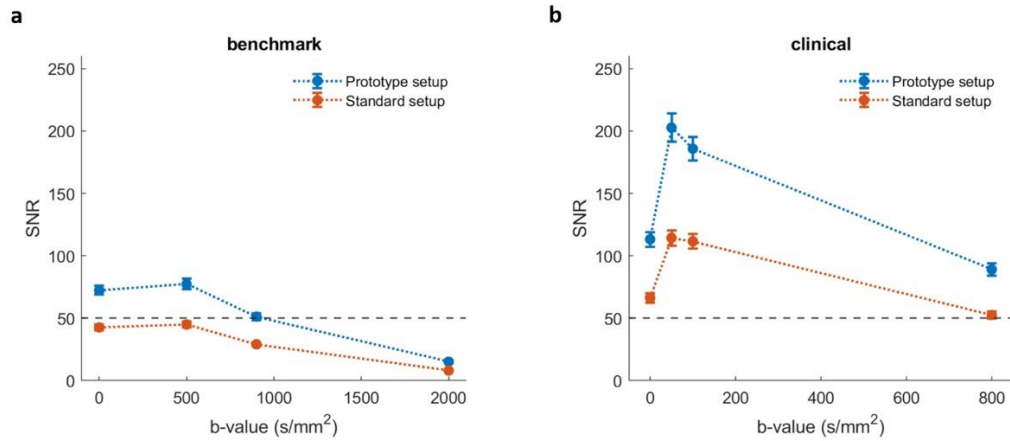 a
benchmark
250
200
150
100
50
0
SNR
Prototype setup
Standard setup
0 500 1000 1500 2000
b-value (s/mm²)
b
clinical
250
200
150
100
50
0
SNR
Prototype setup
Standard setup
0 200 400 600 800
b-value (s/mm²)